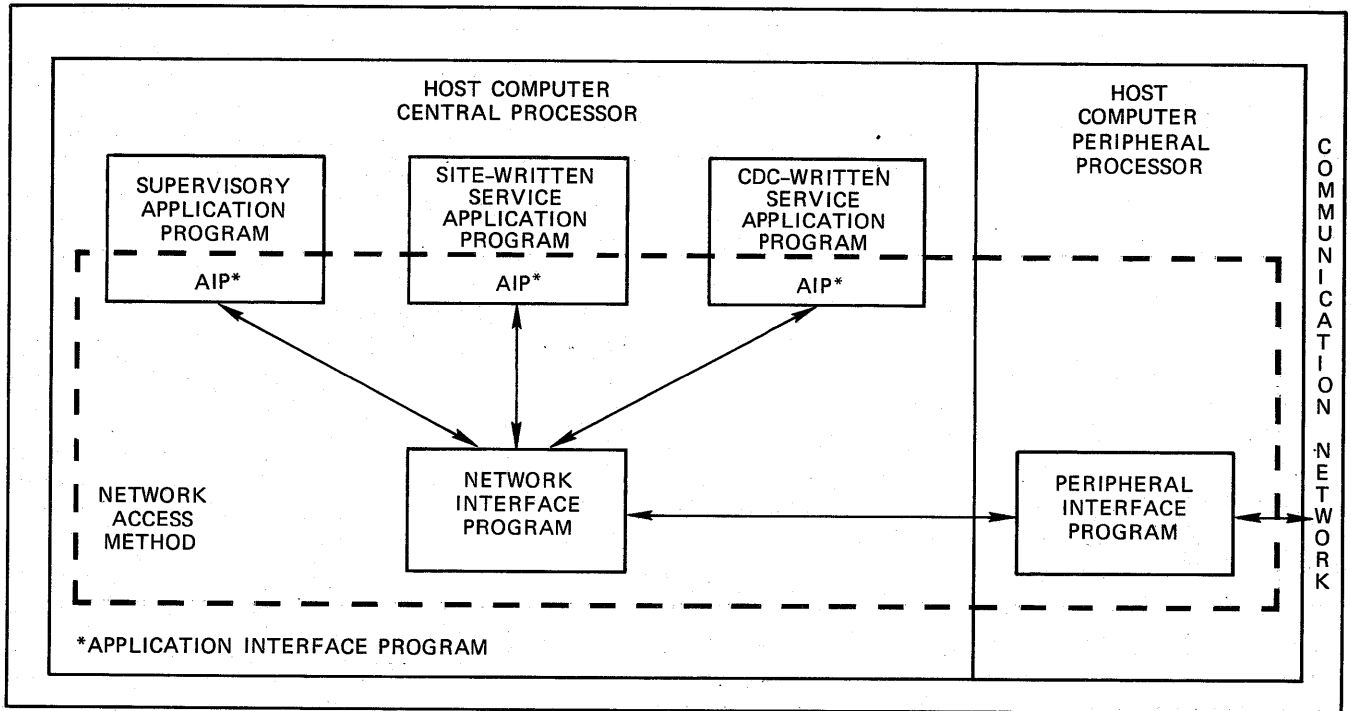 HOST COMPUTER
CENTRAL PROCESSOR
HOST
COMPUTER
PERIPHERAL
PROCESSOR
SUPERVISORY
APPLICATION
PROGRAM
AIP*
SITE-WRITTEN
SERVICE
APPLICATION
PROGRAM
AIP*
CDC-WRITTEN
SERVICE
APPLICATION
PROGRAM
AIP*
NETWORK
ACCESS
METHOD
NETWORK
INTERFACE
PROGRAM
PERIPHERAL
INTERFACE
PROGRAM
COMMUNICATION NETWORK
*APPLICATION INTERFACE PROGRAM